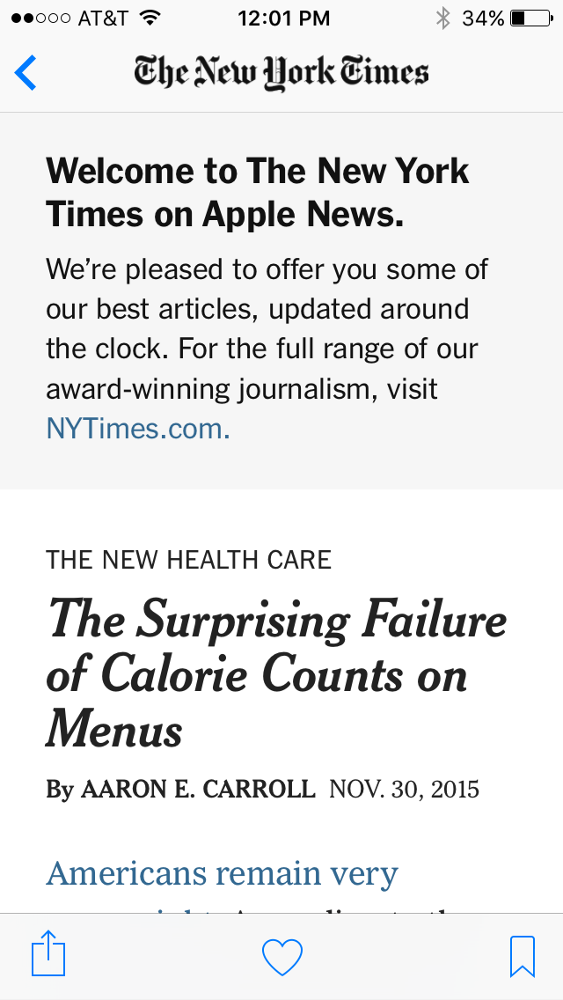 AT&T 12:01 PM 34%
The New York Times
Welcome to The New York
Times on Apple News.
We’re pleased to offer you some of
our best articles, updated around
the clock. For the full range of our
award-winning journalism, visit
NYTimes.com.
THE NEW HEALTH CARE
The Surprising Failure
of Calorie Counts on
Menus
By AARON E. CARROLL NOV. 30, 2015
Americans remain very